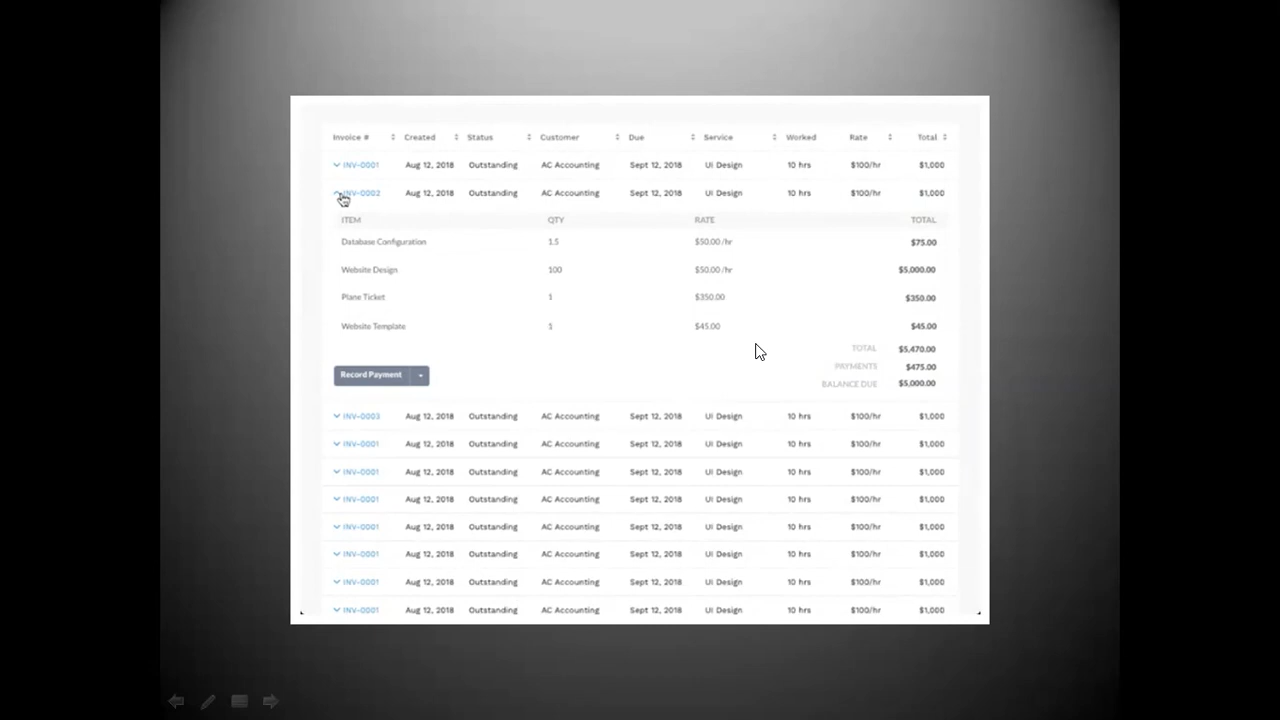 Invoice # Created Status Customer Due Service Worked Rate Total
INV-0001 Aug 12, 2018 Outstanding AC Accounting Sept 12, 2018 UI Design 10 hrs $100/hr $1,000
INV-0002 Aug 12, 2018 Outstanding AC Accounting Sept 12, 2018 UI Design 10 hrs $100/hr $1,000
ITEM QTY RATE TOTAL
Database Configuration 1.5 $50.00/hr $75.00
Website Design 100 $50.00/hr $5,000.00
Plane Ticket 1 $350.00 $350.00
Website Template 1 $45.00 $45.00
TOTAL $5,470.00
PAYMENTS $475.00
Record Payment
BALANCE DUE $5,000.00
INV-0003 Aug 12, 2018 Outstanding AC Accounting Sept 12, 2018 UI Design 10 hrs $100/hr $1,000
INV-0001 Aug 12, 2018 Outstanding AC Accounting Sept 12, 2018 UI Design 10 hrs $100/hr $1,000
INV-0001 Aug 12, 2018 Outstanding AC Accounting Sept 12, 2018 UI Design 10 hrs $100/hr $1,000
INV-0001 Aug 12, 2018 Outstanding AC Accounting Sept 12, 2018 UI Design 10 hrs $100/hr $1,000
INV-0001 Aug 12, 2018 Outstanding AC Accounting Sept 12, 2018 UI Design 10 hrs $100/hr $1,000
INV-0001 Aug 12, 2018 Outstanding AC Accounting Sept 12, 2018 UI Design 10 hrs $100/hr $1,000
INV-0001 Aug 12, 2018 Outstanding AC Accounting Sept 12, 2018 UI Design 10 hrs $100/hr $1,000
INV-0001 Aug 12, 2018 Outstanding AC Accounting Sept 12, 2018 UI Design 10 hrs $100/hr $1,000